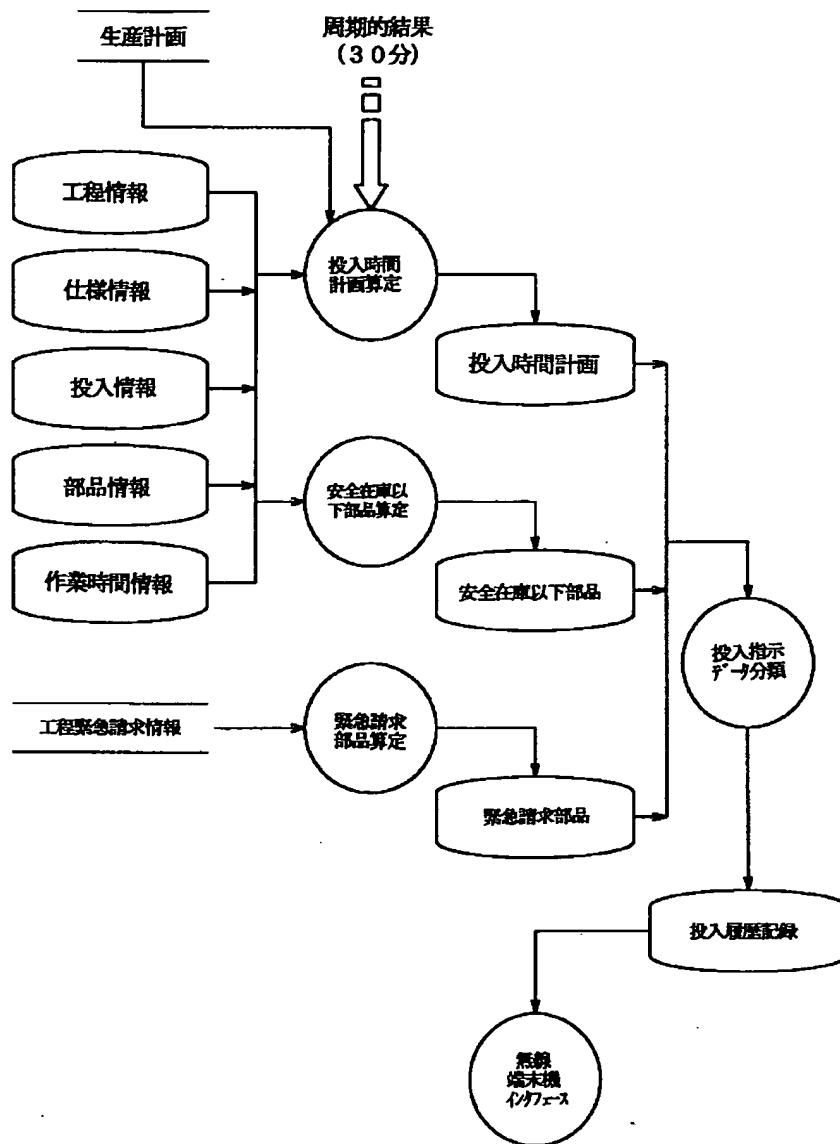 生産計画
周期的結果
(30分)
工程情報
仕様情報
投入情報
部品情報
作業時間情報
投入時間
計画算定
投入時間計画
安全在庫以
下部品算定
安全在庫以下部品
投入指示
データ分類
工程緊急請求情報
緊急請求
部品算定
緊急請求部品
投入履歴記録
無線
端末機
インタフェース